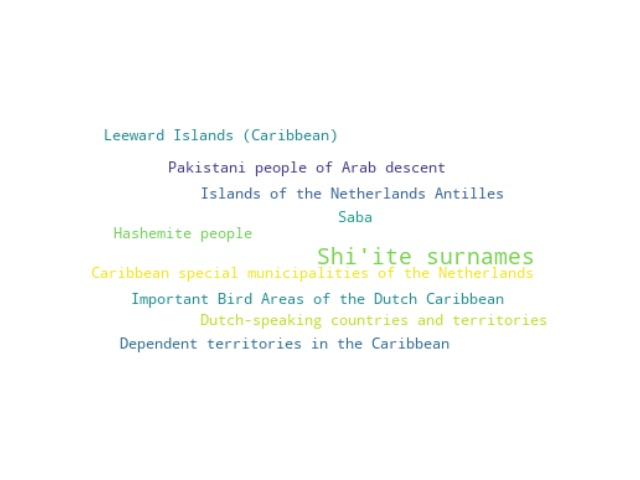 Leeward Islands (Caribbean)
Pakistani people of Arab descent
Islands of the Netherlands Antilles
Saba
Hashemite people
Shi'ite surnames
Caribbean special municipalities of the Netherlands
Important Bird Areas of the Dutch Caribbean
Dutch-speaking countries and territories
Dependent territories in the Caribbean